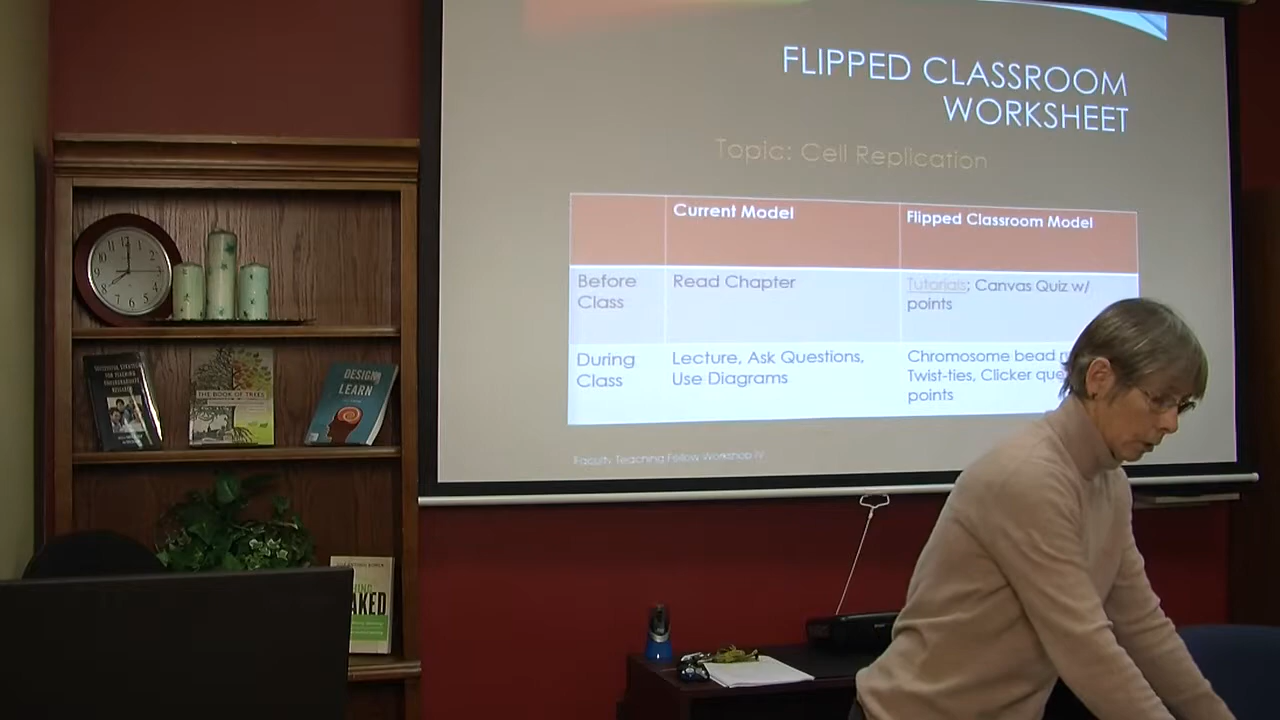 FLIPPED CLASSROOM
WORKSHEET
Topic: Cell Replication
Current Model
Flipped Classroom Model
Before
Class
Read Chapter
Tutorials; Canvas Quiz w/
points
During
Class
Lecture, Ask Questions,
Use Diagrams
Chromosome bead
Twist-ties, Clicker
points
Faculty Teaching Fellow Workshop IV
THE BOOK OF TREES
DESIGN
LEARN